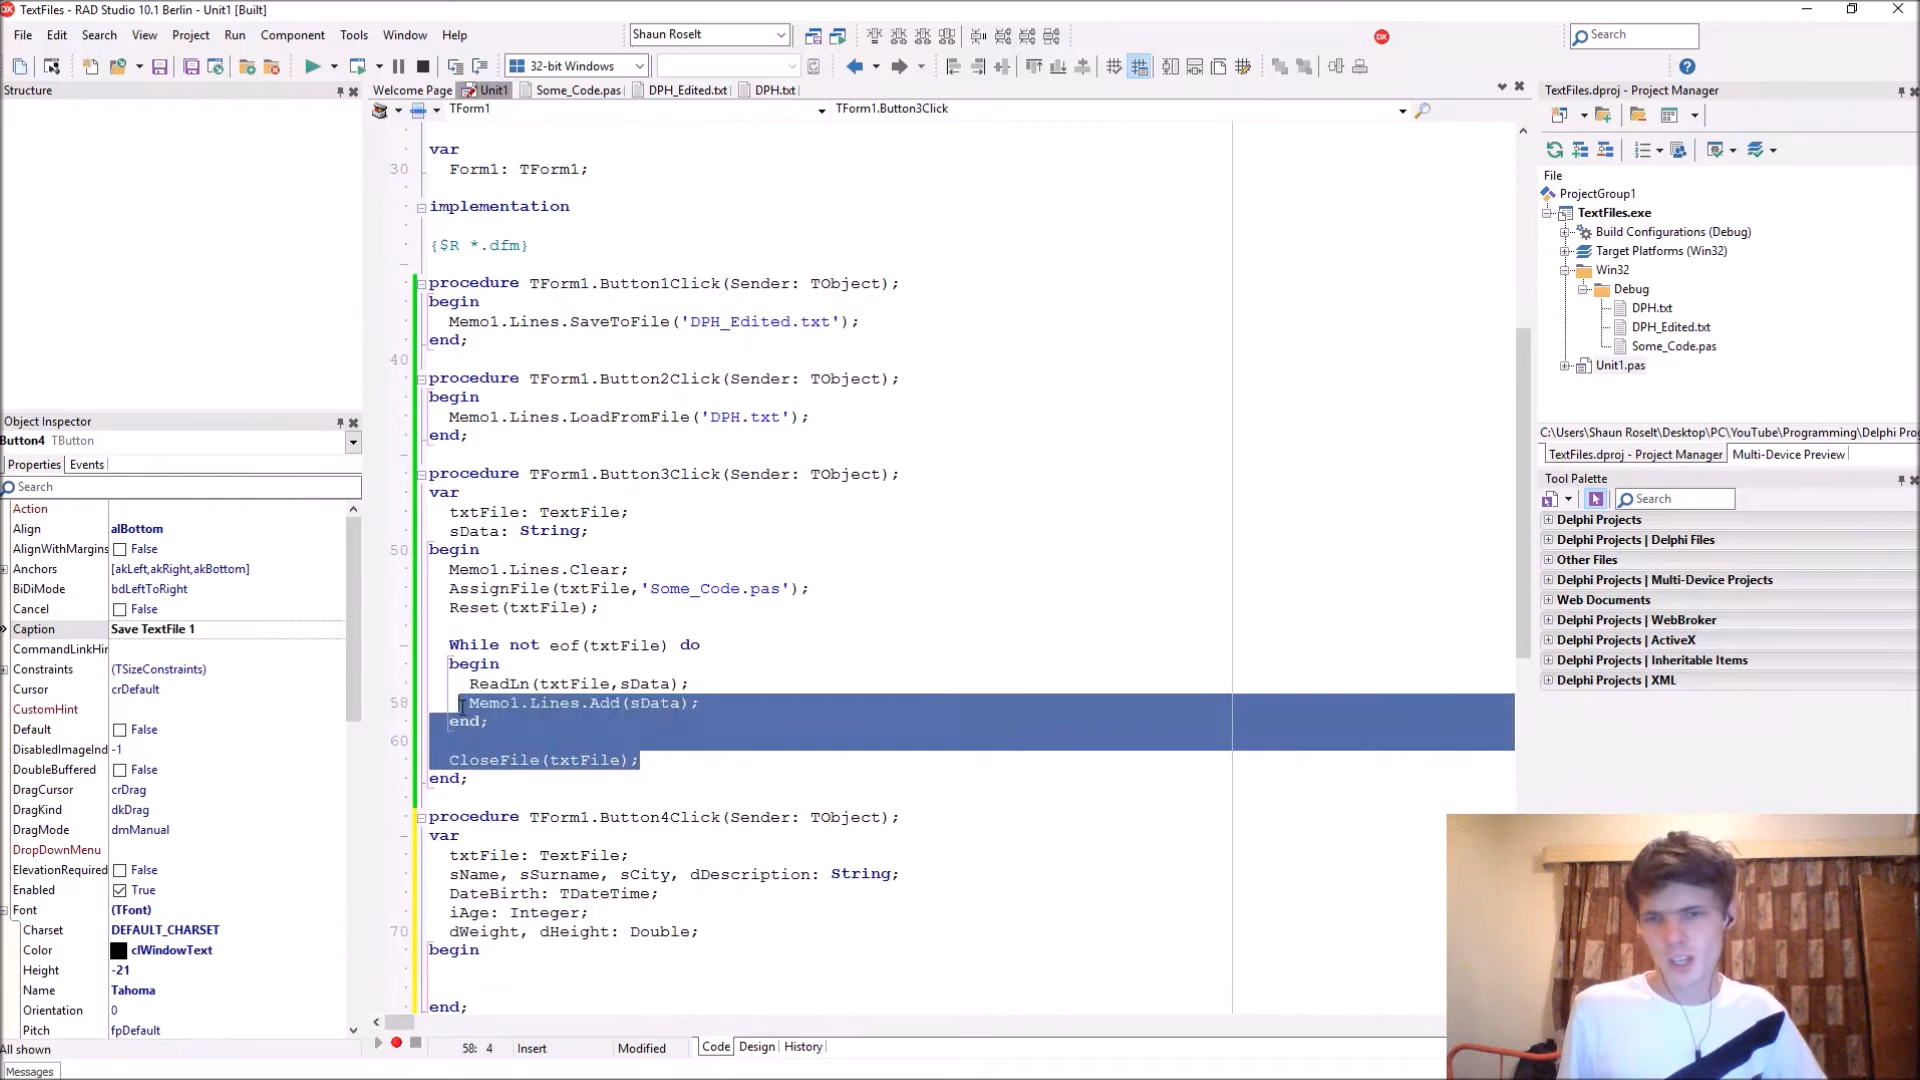 TextFiles - RAD Studio 10.1 Berlin - Unit1 [Built]
File Edit Search View Project Run Component Tools Window Help
Shaun Roselt
Search
32-bit Windows
Structure
Welcome Page Unit1 Some_Code.pas DPH_Edited.txt DPH.txt
TForm1 TForm1.Button3Click
var
30 Form1: TForm1;
implementation
{$R *.dfm}
procedure TForm1.Button1Click(Sender: TObject);
begin
Memo1.Lines.SaveToFile('DPH_Edited.txt');
end;
40
procedure TForm1.Button2Click(Sender: TObject);
begin
Memo1.Lines.LoadFromFile('DPH.txt');
end;
procedure TForm1.Button3Click(Sender: TObject);
var
txtFile: TextFile;
sData: String;
50 begin
Memo1.Lines.Clear;
AssignFile(txtFile,'Some_Code.pas');
Reset(txtFile);
While not eof(txtFile) do
begin
ReadLn(txtFile,sData);
58 Memo1.Lines.Add(sData);
end;
60
CloseFile(txtFile);
end;
procedure TForm1.Button4Click(Sender: TObject);
var
txtFile: TextFile;
sName, sSurname, sCity, dDescription: String;
DateBirth: TDateTime;
iAge: Integer;
70 dWeight, dHeight: Double;
begin
end;
58: 4 Insert Modified Code Design History
Object Inspector
Button4 TButton
Properties Events
Search
Action
Align alBottom
AlignWithMargins False
Anchors [akLeft,akRight,akBottom]
BiDiMode bdLeftToRight
Cancel False
Caption Save TextFile 1
CommandLinkHin
Constraints (TSizeConstraints)
Cursor crDefault
CustomHint
Default False
DisabledImageInd -1
DoubleBuffered False
DragCursor crDrag
DragKind dkDrag
DragMode dmManual
DropDownMenu
ElevationRequired False
Enabled True
Font (TFont)
Charset DEFAULT_CHARSET
Color clWindowText
Height -21
Name Tahoma
Orientation 0
Pitch fpDefault
All shown
Messages
TextFiles.dproj - Project Manager
File
ProjectGroup1
TextFiles.exe
Build Configurations (Debug)
Target Platforms (Win32)
Win32
Debug
DPH.txt
DPH_Edited.txt
Some_Code.pas
Unit1.pas
C:\Users\Shaun Roselt\Desktop\PC\YouTube\Programming\Delphi Pro
TextFiles.dproj - Project Manager Multi-Device Preview
Tool Palette
Search
Delphi Projects
Delphi Projects | Delphi Files
Other Files
Delphi Projects | Multi-Device Projects
Web Documents
Delphi Projects | WebBroker
Delphi Projects | ActiveX
Delphi Projects | Inheritable Items
Delphi Projects | XML